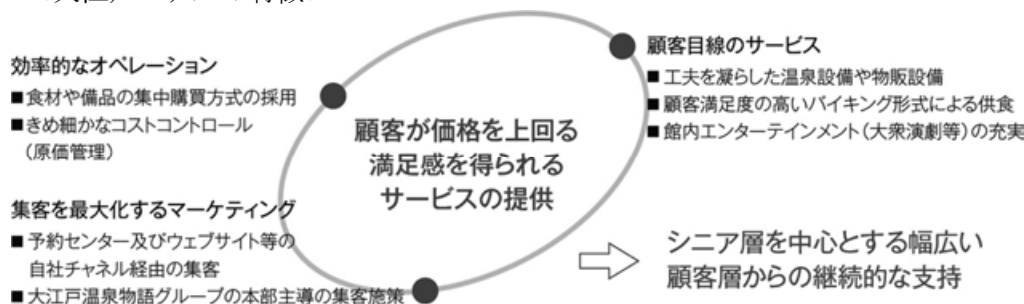 効率的なオペレーション
■食材や備品の集中購買方式の採用
■きめ細かなコストコントロール
（原価管理）
集客を最大化するマーケティング
■予約センター及びウェブサイト等の
自社チャネル経由の集客
■大江戸温泉物語グループの本部主導の集客施策
顧客が価格を上回る
満足感を得られる
サービスの提供
顧客目線のサービス
■工夫を凝らした温泉設備や物販設備
■顧客満足度の高いバイキング形式による供食
■館内エンターテインメント（大衆演劇等）の充実
シニア層を中心とする幅広い
顧客層からの継続的な支持